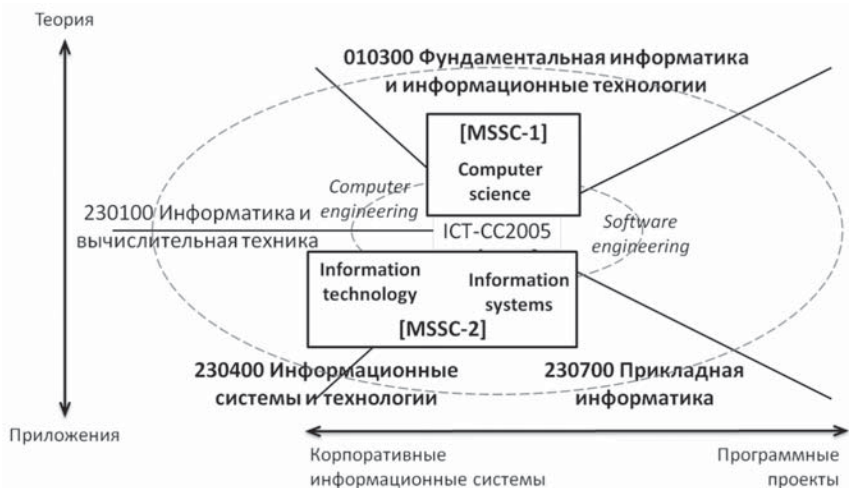 Теория
010300 Фундаментальная информатика
и информационные технологии
[MSSC-1]
Computer
science
Computer
engineering
230100 Информатика и
вычислительная техника
ICT-CC2005
Software
engineering
Information
technology
Information
systems
[MSSC-2]
230400 Информационные
системы и технологии
230700 Прикладная
информатика
Приложения
Корпоративные
информационные системы
Программные
проекты